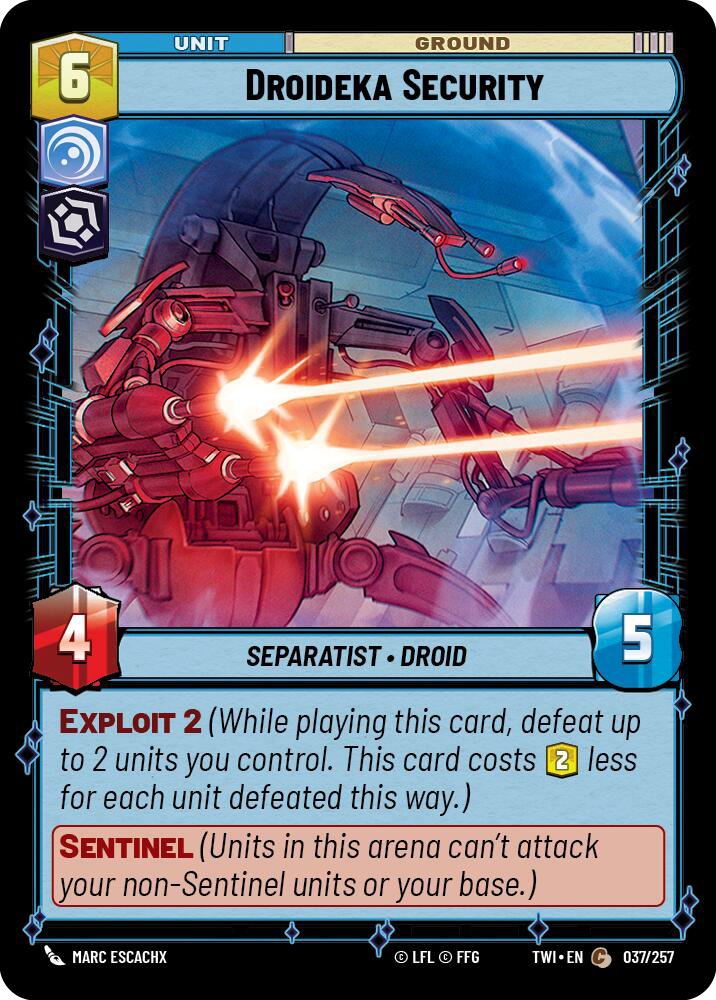 UNIT
GROUND
6
DROIDEKA SECURITY
4
5
SEPARATIST • DROID
EXPLOIT 2 (While playing this card, defeat up
to 2 units you control. This card costs 2 less
for each unit defeated this way.)
SENTINEL (Units in this arena can't attack
your non-Sentinel units or your base.)
MARC ESCACHX
© LFL © FFG
TWI • EN C 037/257